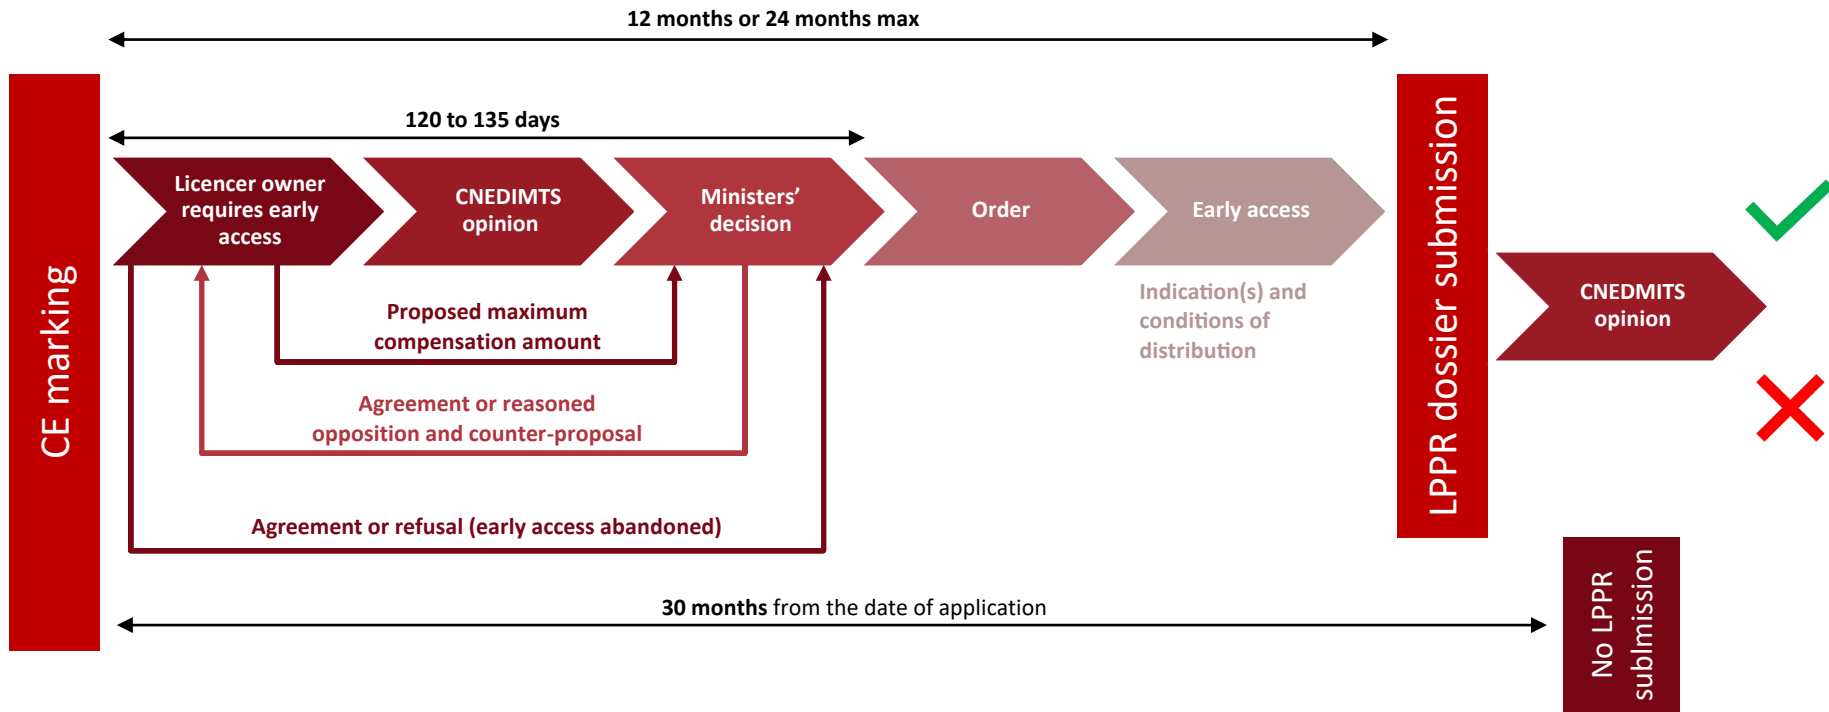 12 months or 24 months max
CE marking
120 to 135 days
Licencer owner
requires early
access
CNEDIMTS
opinion
Ministers’
decision
Order
Early access
Indication(s) and
conditions of
distribution
Proposed maximum
compensation amount
Agreement or reasoned
opposition and counter-proposal
Agreement or refusal (early access abandoned)
30 months from the date of application
LPPR dossier submission
CNEDMITS
opinion
No LPPR
sublmission